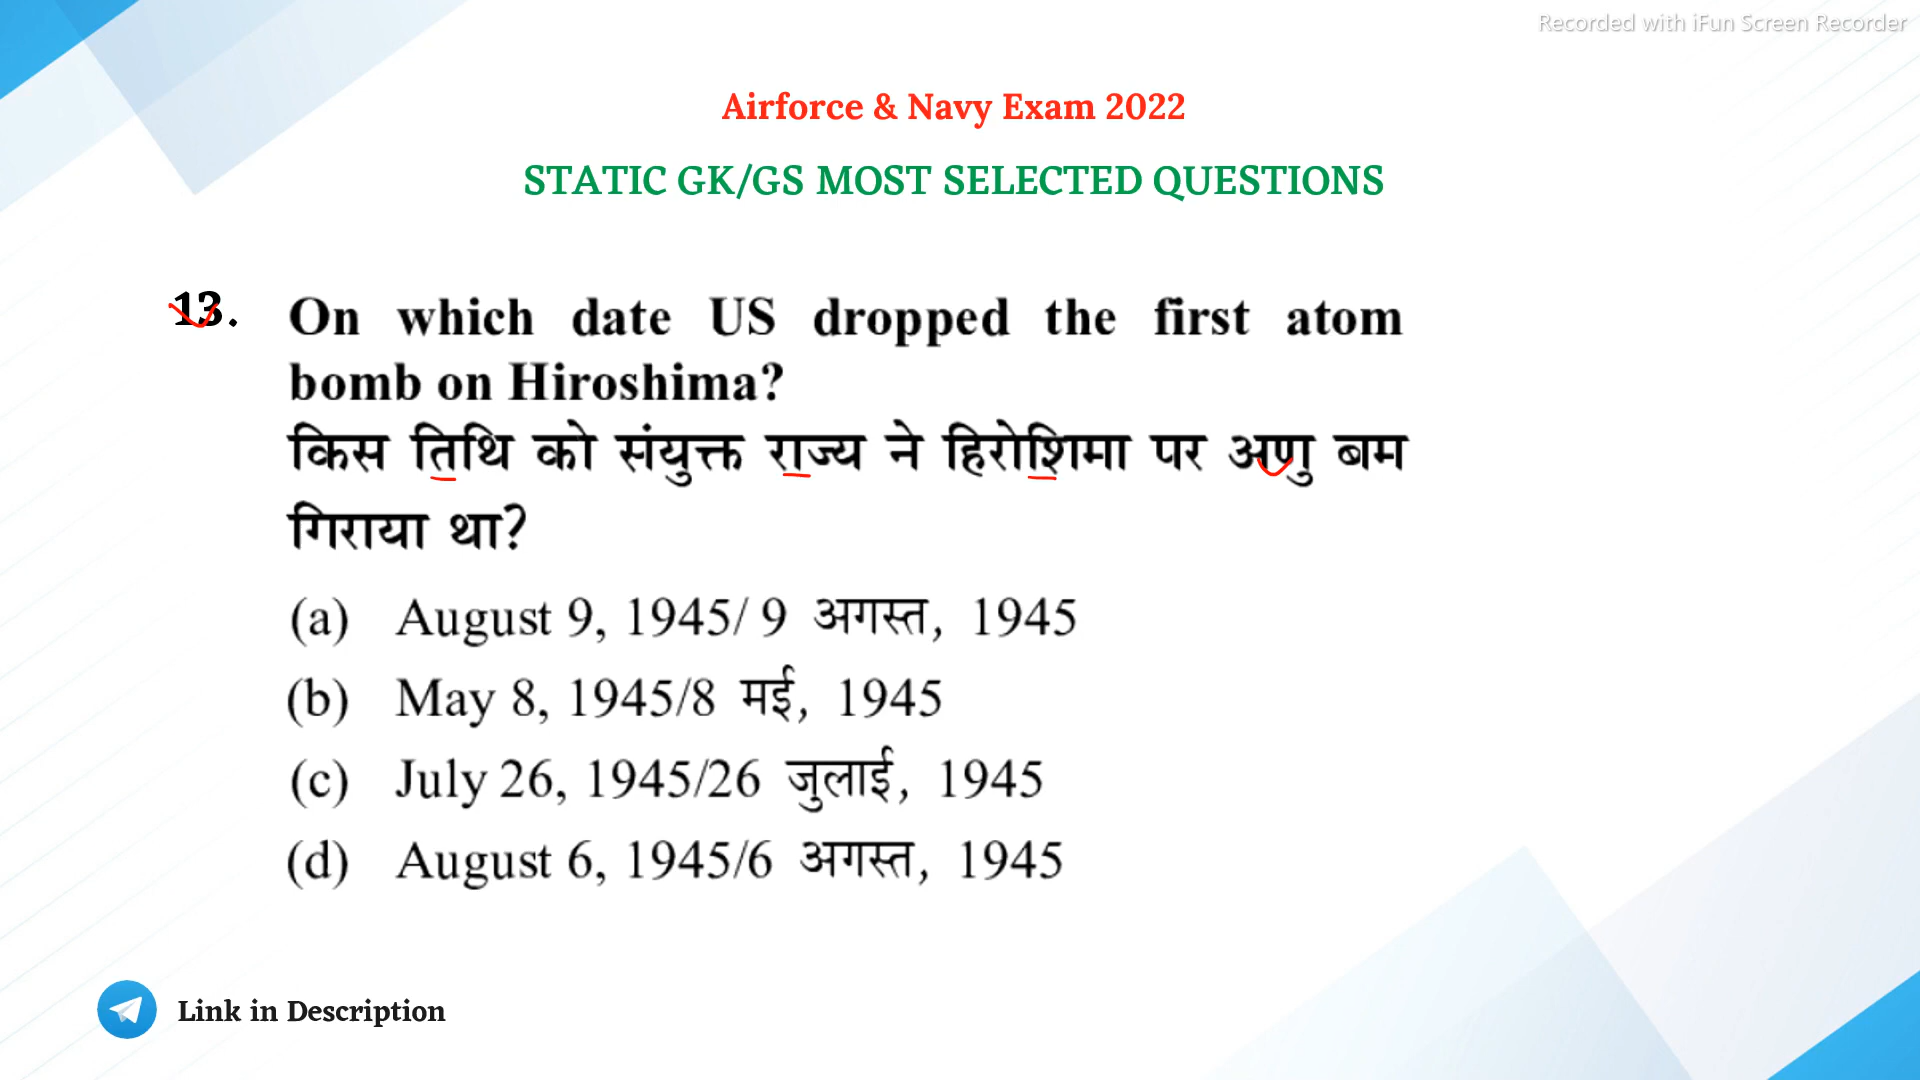 Recorded with iFun Screen Recorder
Airforce & Navy Exam 2022
STATIC GK/GS MOST SELECTED QUESTIONS
13. On which date US dropped the first atom
bomb on Hiroshima?
किस तिथि को संयुक्त राज्य ने हिरोशिमा पर अणु बम
गिराया था?
(a) August 9, 1945/ 9 अगस्त, 1945
(b) May 8, 1945/8 मई, 1945
(c) July 26, 1945/26 जुलाई, 1945
(d) August 6, 1945/6 अगस्त, 1945
Link in Description